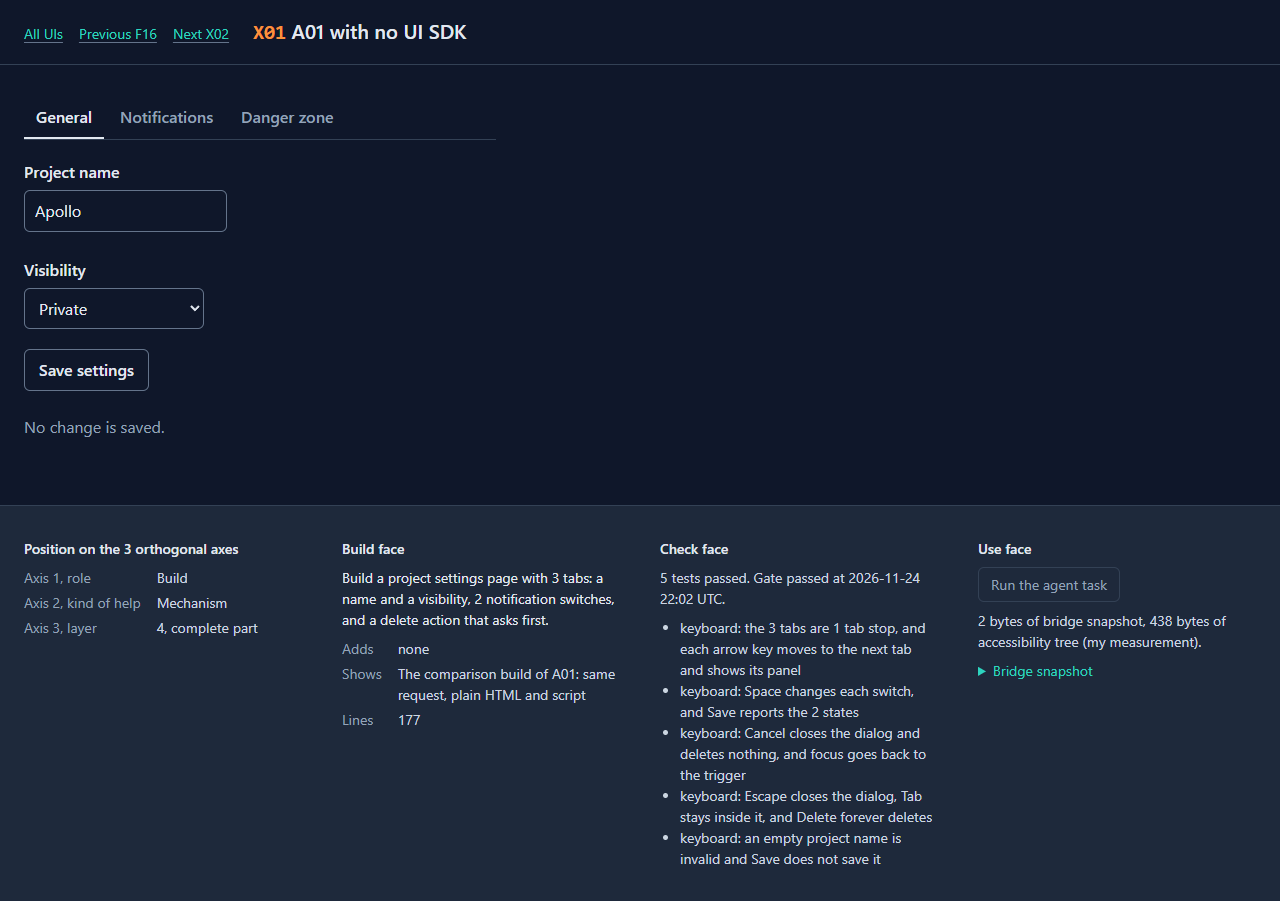 All UIs Previous F16 Next X02 X01 A01 with no UI SDK
General Notifications Danger zone
Project name
Apollo
Visibility
Private
Save settings
No change is saved.
Position on the 3 orthogonal axes
Axis 1, role Build
Axis 2, kind of help Mechanism
Axis 3, layer 4, complete part
Build face
Build a project settings page with 3 tabs: a
name and a visibility, 2 notification switches,
and a delete action that asks first.
Adds none
Shows The comparison build of A01: same
request, plain HTML and script
Lines 177
Check face
5 tests passed. Gate passed at 2026-11-24
22:02 UTC.
• keyboard: the 3 tabs are 1 tab stop, and
each arrow key moves to the next tab
and shows its panel
• keyboard: Space changes each switch,
and Save reports the 2 states
• keyboard: Cancel closes the dialog and
deletes nothing, and focus goes back to
the trigger
• keyboard: Escape closes the dialog, Tab
stays inside it, and Delete forever deletes
• keyboard: an empty project name is
invalid and Save does not save it
Use face
Run the agent task
2 bytes of bridge snapshot, 438 bytes of
accessibility tree (my measurement).
▶ Bridge snapshot